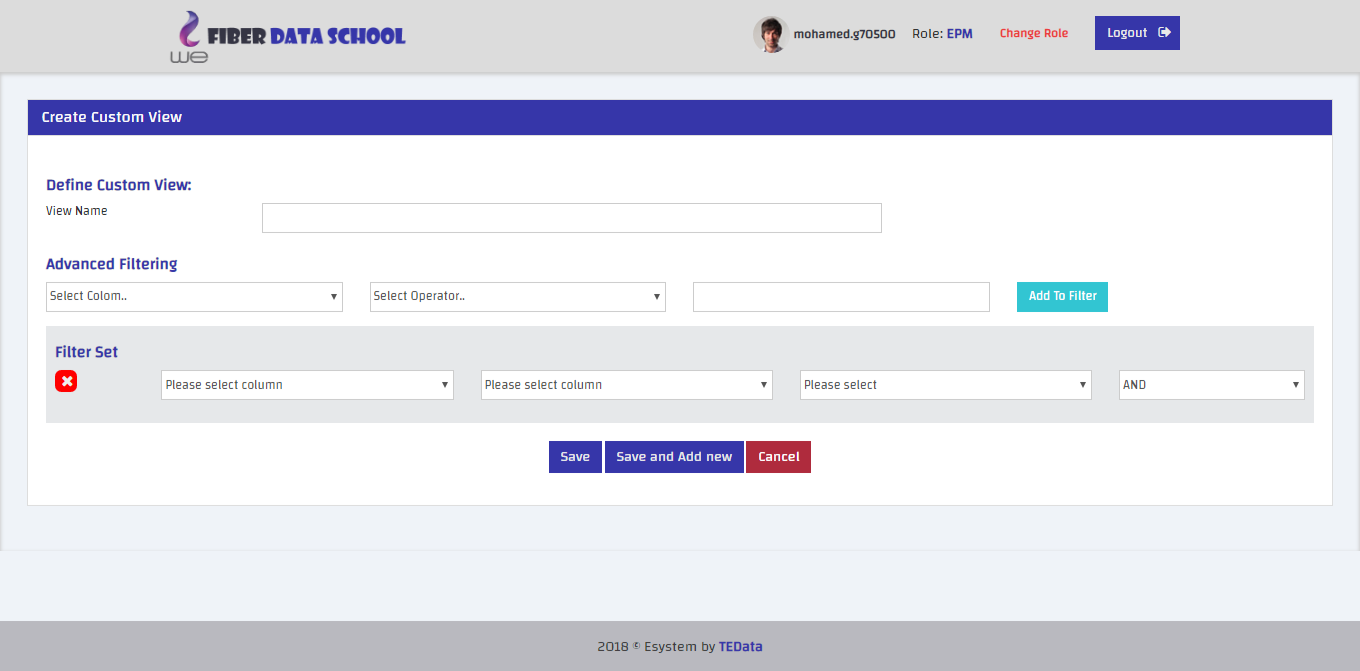 we FIBER DATA SCHOOL
mohamed.g70500 Role: EPM Change Role Logout
Create Custom View
Define Custom View:
View Name
Advanced Filtering
Select Colom.. Select Operator.. Add To Filter
Filter Set
Please select column Please select column Please select AND
Save Save and Add new Cancel
2018 © Esystem by TEData